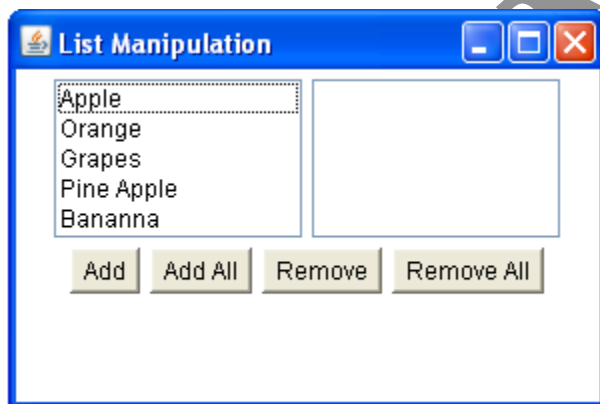 List Manipulation
Apple
Orange
Grapes
Pine Apple
Bananna
Add Add All Remove Remove All